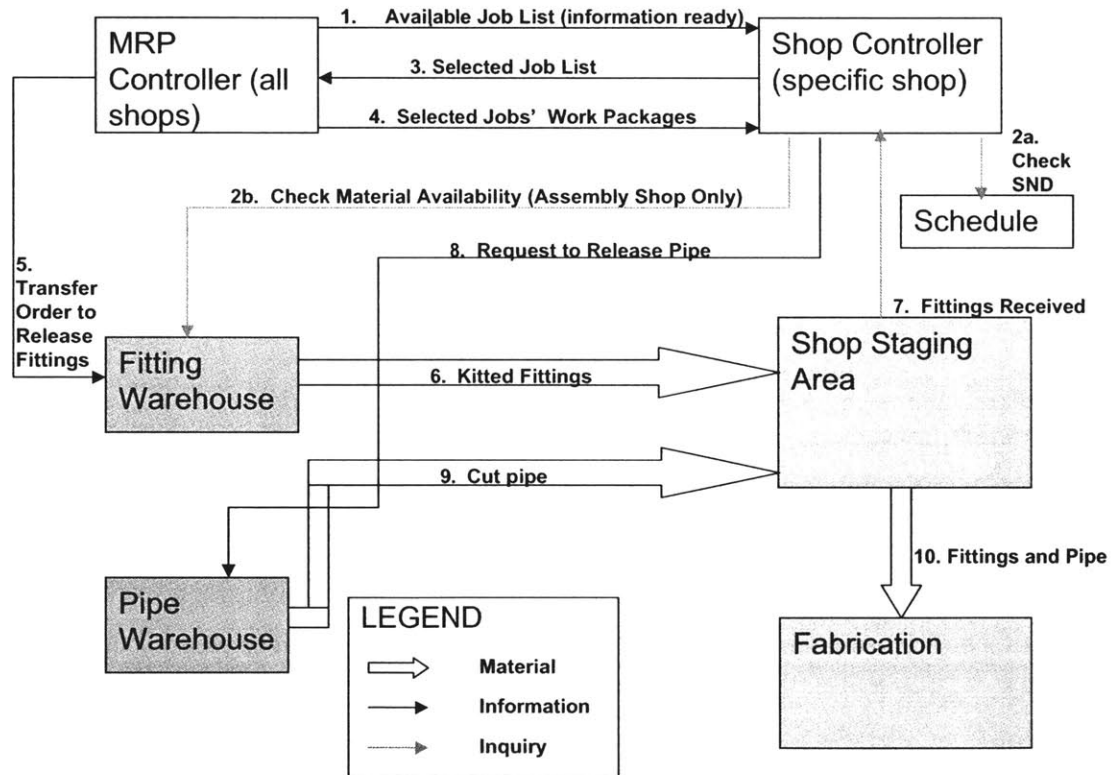 1. Available Job List (information ready)
MRP
Controller (all
shops)
Shop Controller
(specific shop)
3. Selected Job List
4. Selected Jobs' Work Packages
2a.
Check
SND
2b. Check Material Availability (Assembly Shop Only)
Schedule
8. Request to Release Pipe
5.
Transfer
Order to
Release
Fittings
7. Fittings Received
Fitting
Warehouse
6. Kitted Fittings
Shop Staging
Area
9. Cut pipe
10. Fittings and Pipe
Pipe
Warehouse
LEGEND
Material
Information
Inquiry
Fabrication